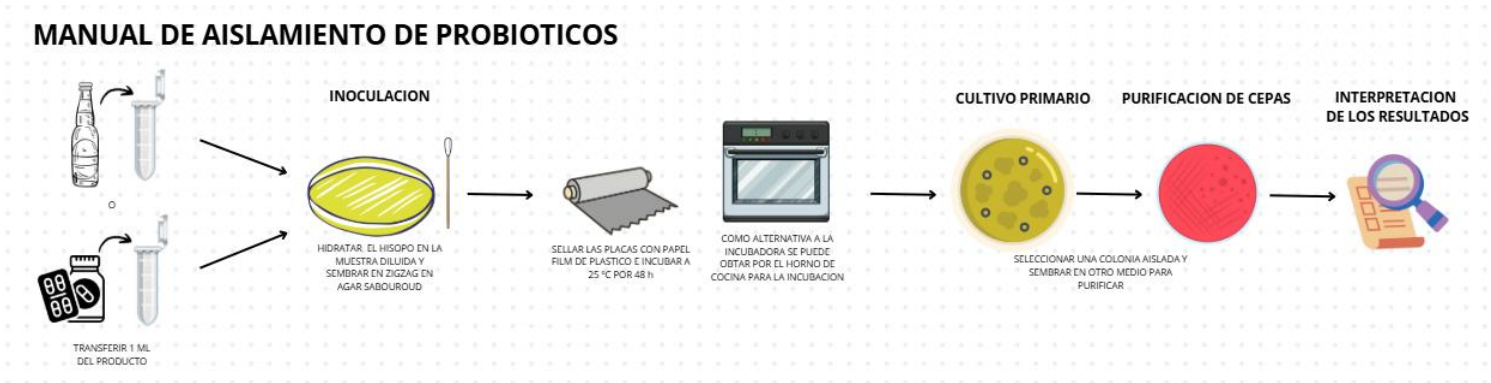 MANUAL DE AISLAMIENTO DE PROBIOTICOS
O
TRANSFERIR 1 ML
DEL PRODUCTO
INOCULACION
HIDRATAR EL HISOPO EN LA
MUESTRA DILUIDA Y
SEMBRAR EN ZIGZAG EN
AGAR SABOUROUD
SELLAR LAS PLACAS CON PAPEL
FILM DE PLASTICO E INCUBAR A
25 ºC POR 48 h
COMO ALTERNATIVA A LA
INCUBADORA SE PUEDE
OBTAR POR EL HORNO DE
COCINA PARA LA INCUBACION
CULTIVO PRIMARIO
PURIFICACION DE CEPAS
SELECCIONAR UNA COLONIA AISLADA Y
SEMBRAR EN OTRO MEDIO PARA
PURIFICAR
INTERPRETACION
DE LOS RESULTADOS